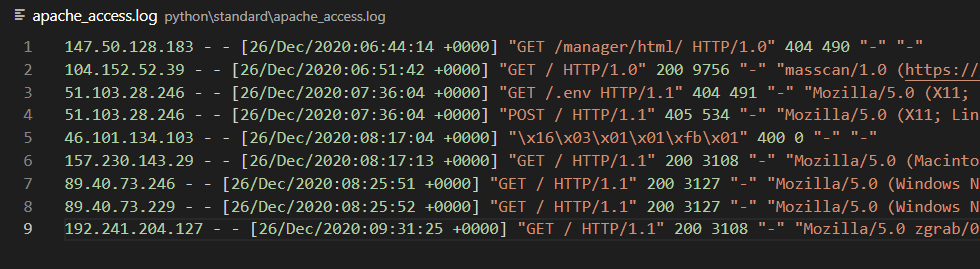 apache_access.log python\standard\apache_access.log
1 147.50.128.183 - - [26/Dec/2020:06:44:14 +0000] "GET /manager/html/ HTTP/1.0" 404 490 "-" "-"
2 104.152.52.39 - - [26/Dec/2020:06:51:42 +0000] "GET / HTTP/1.0" 200 9756 "-" "masscan/1.0 (https://
3 51.103.28.246 - - [26/Dec/2020:07:36:04 +0000] "GET /.env HTTP/1.1" 404 491 "-" "Mozilla/5.0 (X11;
4 51.103.28.246 - - [26/Dec/2020:07:36:04 +0000] "POST / HTTP/1.1" 405 534 "-" "Mozilla/5.0 (X11; Lin
5 46.101.134.103 - - [26/Dec/2020:08:17:04 +0000] "\x16\x03\x01\x01\xfb\x01" 400 0 "-" "-"
6 157.230.143.29 - - [26/Dec/2020:08:17:13 +0000] "GET / HTTP/1.1" 200 3108 "-" "Mozilla/5.0 (Macinto
7 89.40.73.246 - - [26/Dec/2020:08:25:51 +0000] "GET / HTTP/1.1" 200 3127 "-" "Mozilla/5.0 (Windows N
8 89.40.73.229 - - [26/Dec/2020:08:25:52 +0000] "GET / HTTP/1.1" 200 3127 "-" "Mozilla/5.0 (Windows N
9 192.241.204.127 - - [26/Dec/2020:09:31:25 +0000] "GET / HTTP/1.1" 200 3108 "-" "Mozilla/5.0 zgrab/0